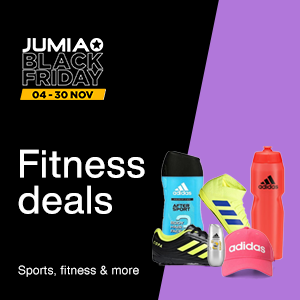 JUMIA
BLACK
FRIDAY
04 - 30 NOV
Fitness
deals
Sports, fitness & more
adidas
AFTER
SPORT
adidas
adidas